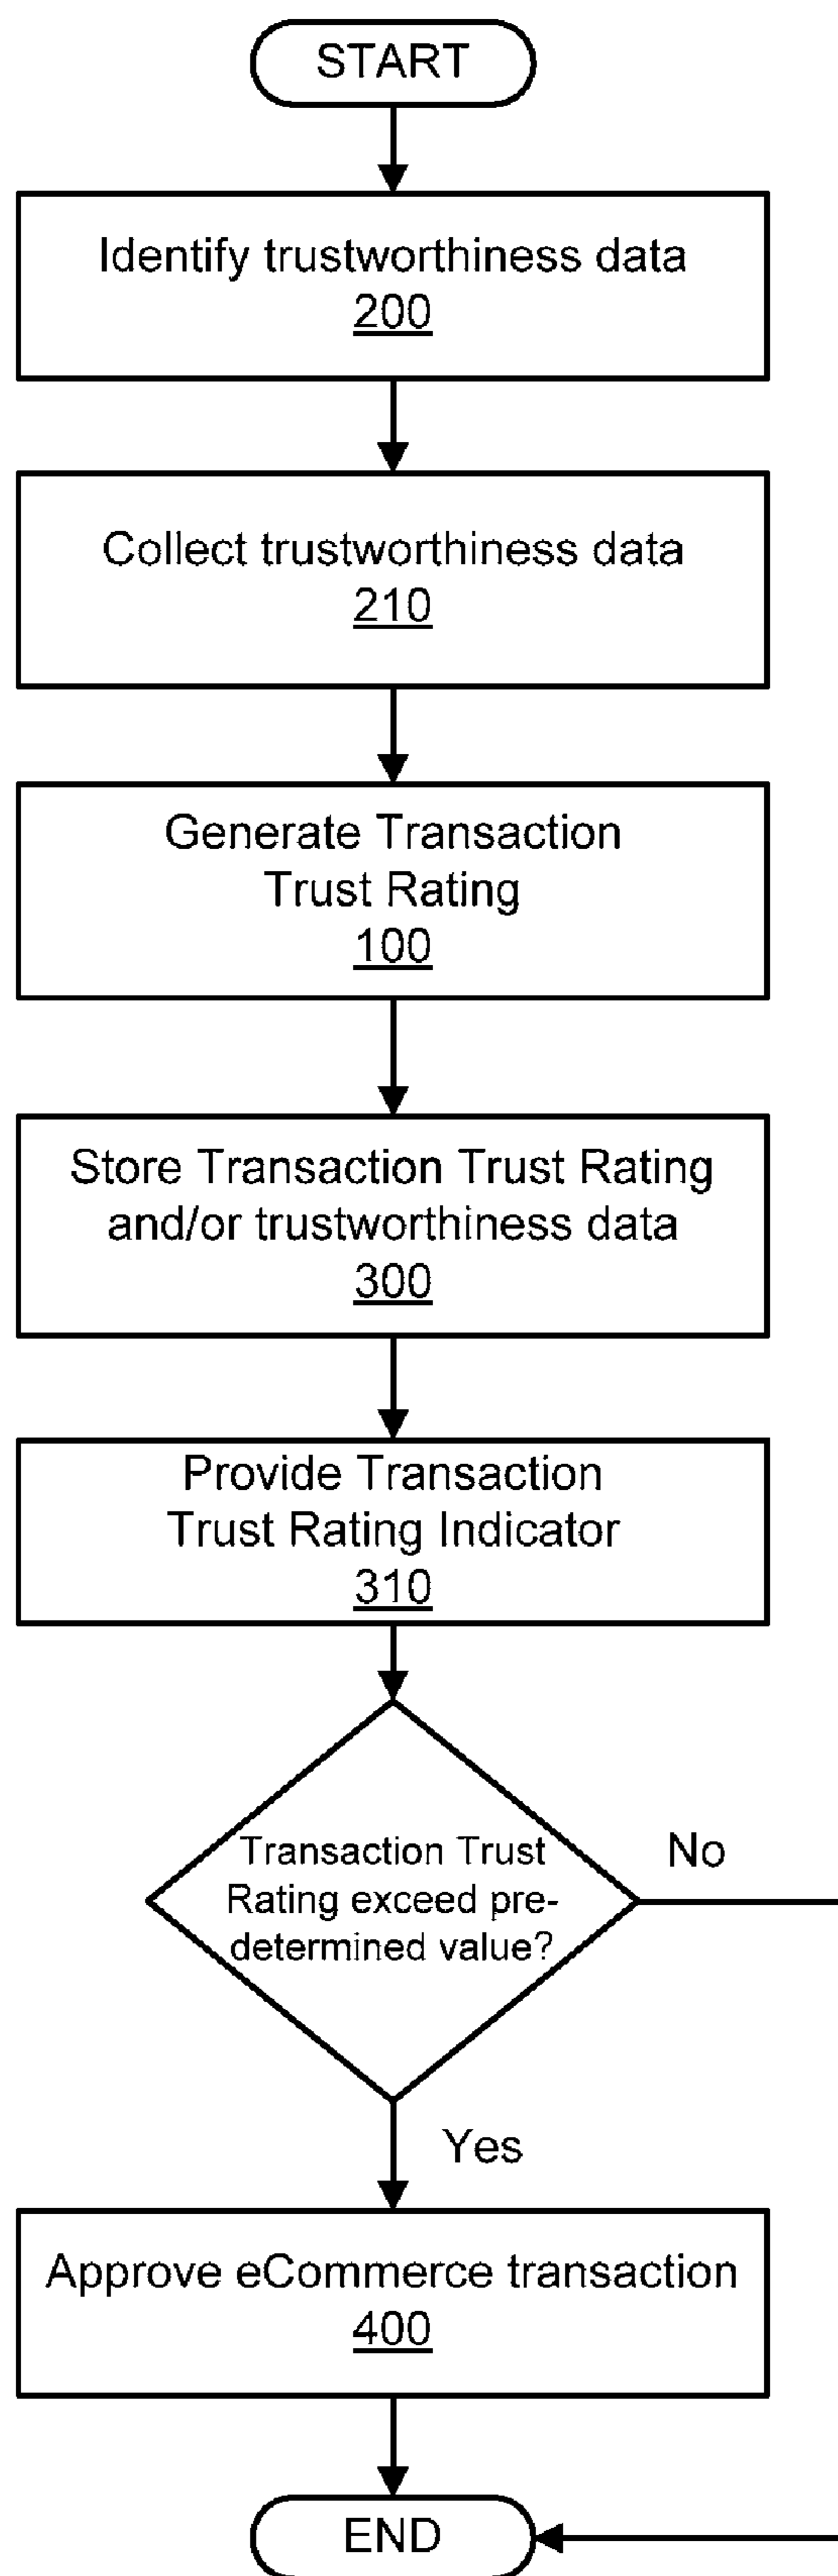 START
Identify trustworthiness data
200
Collect trustworthiness data
210
Generate Transaction
Trust Rating
100
Store Transaction Trust Rating
and/or trustworthiness data
300
Provide Transaction
Trust Rating Indicator
310
Transaction Trust
Rating exceed pre-
determined value?
No
Yes
Approve eCommerce transaction
400
END